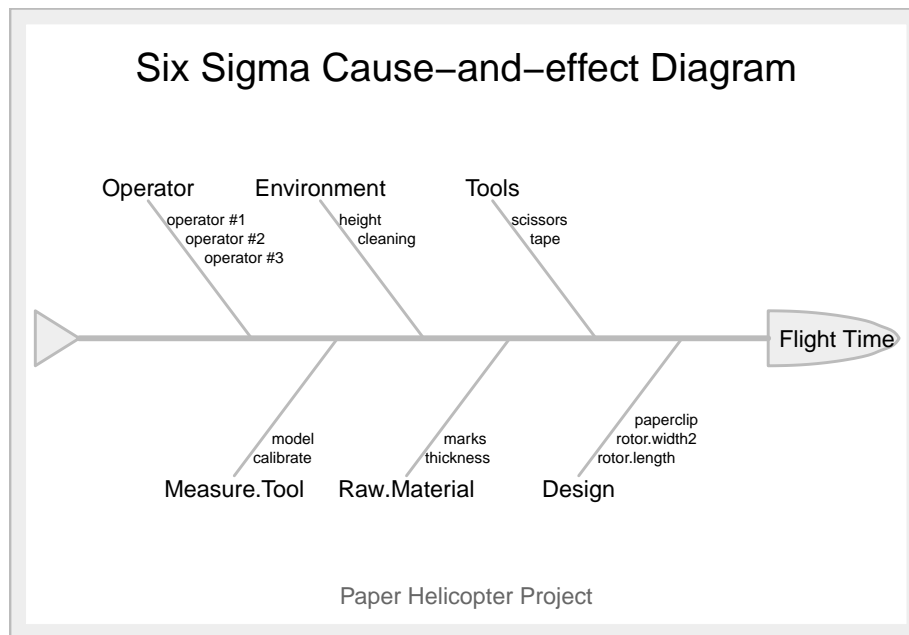 Six Sigma Cause−and−effect Diagram
Operator
operator #1
operator #2
operator #3
Environment
height
cleaning
Tools
scissors
tape
Flight Time
model
calibrate
Measure.Tool
marks
thickness
Raw.Material
paperclip
rotor.width2
rotor.length
Design
Paper Helicopter Project